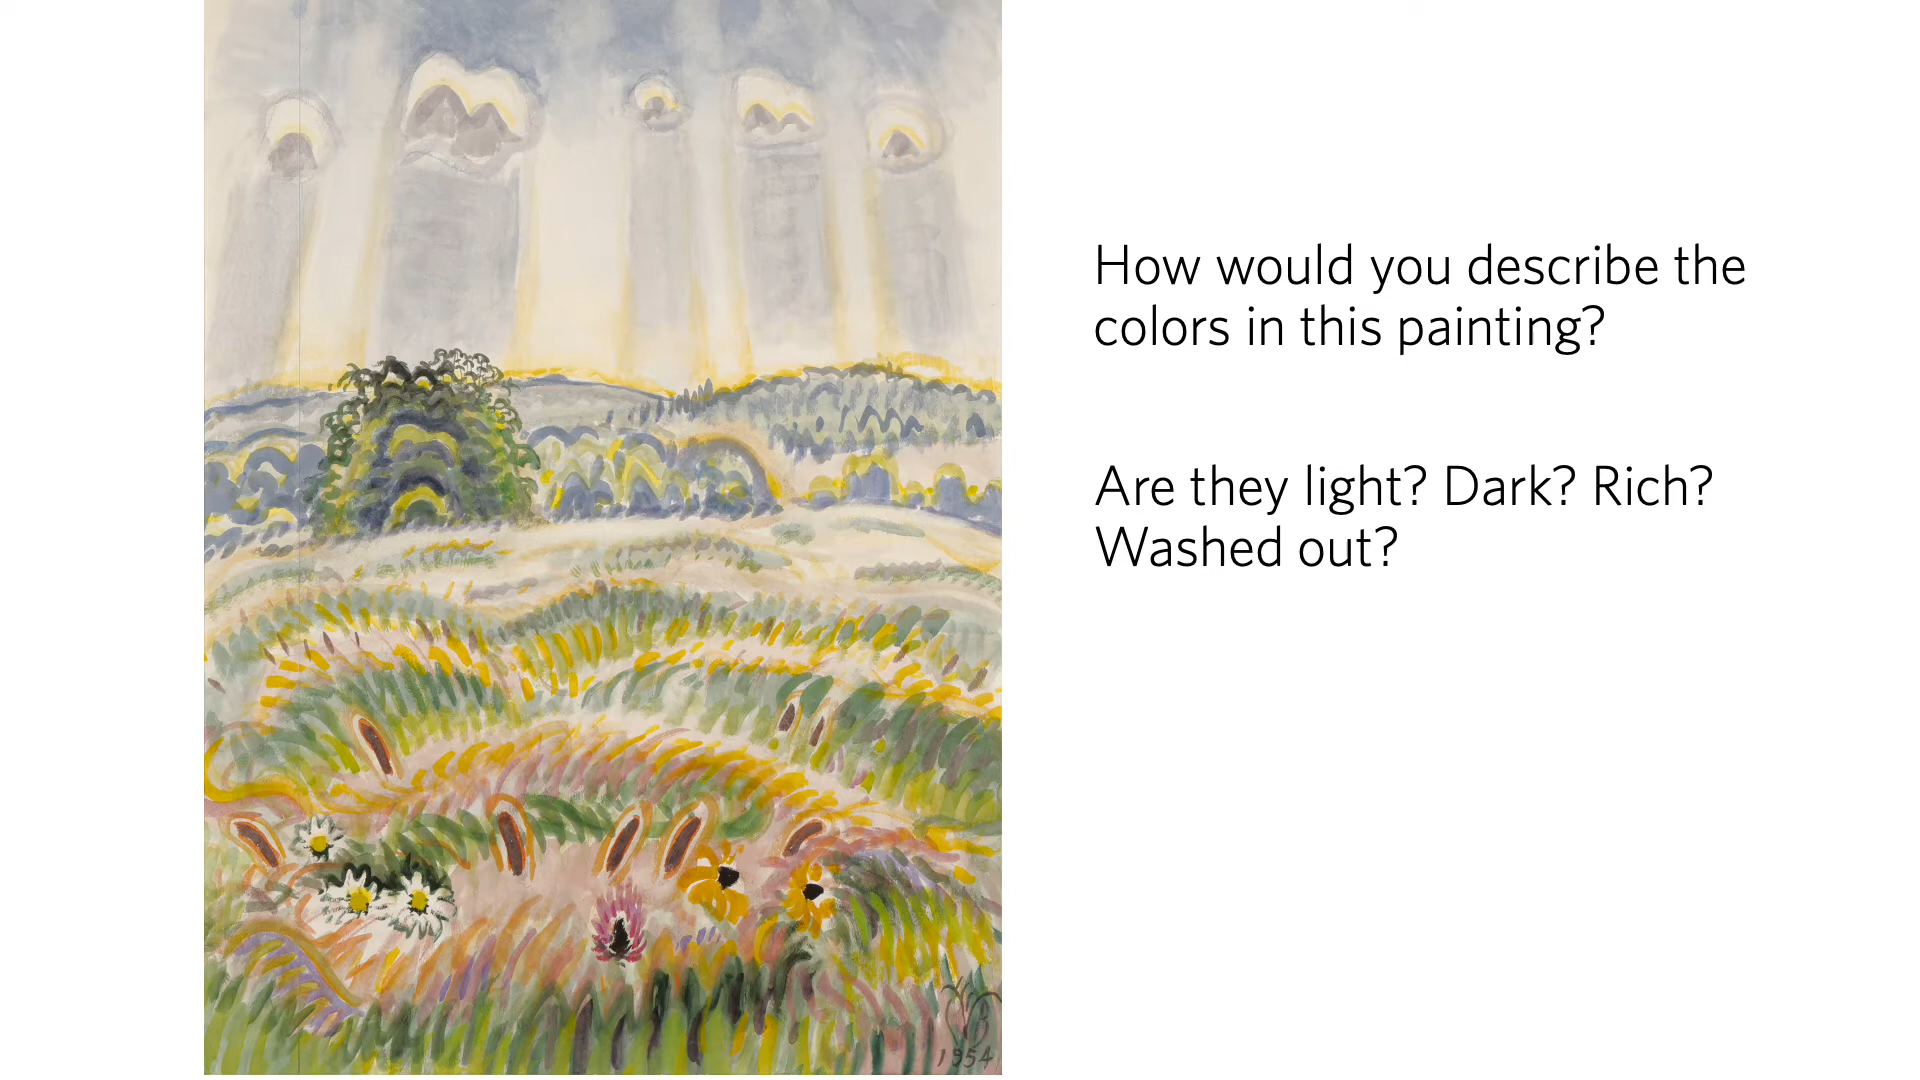 How would you describe the
colors in this painting?
Are they light? Dark? Rich?
Washed out?
1954